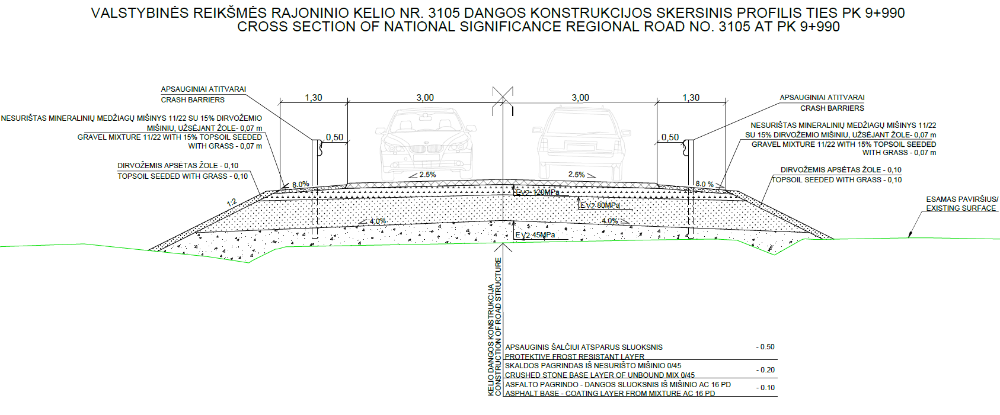 VALSTYBINĖS REIKŠMĖS RAJONINIO KELIO NR. 3105 DANGOS KONSTRUKCIJOS SKERSINIS PROFILIS TIES PK 9+990
CROSS SECTION OF NATIONAL SIGNIFICANCE REGIONAL ROAD NO. 3105 AT PK 9+990
APSAUGINIAI ATITVARAI
CRASH BARRIERS
1,30
3,00
3,00
1,30
APSAUGINIAI ATITVARAI
CRASH BARRIERS
NESURIŠTAS MINERALINIŲ MEDŽIAGŲ MIŠINYS 11/22 SU 15% DIRVOŽEMIO
MIŠINIU, UŽSĖJANT ŽOLE- 0,07 m
GRAVEL MIXTURE 11/22 WITH 15% TOPSOIL SEEDED
WITH GRASS - 0,07 m
0,50
0,50
NESURIŠTAS MINERALINIŲ MEDŽIAGŲ MIŠINYS 11/22
SU 15% DIRVOŽEMIO MIŠINIU, UŽSĖJANT ŽOLE- 0,07 m
GRAVEL MIXTURE 11/22 WITH 15% TOPSOIL SEEDED
WITH GRASS - 0,07 m
DIRVOŽEMIS APSĖTAS ŽOLE - 0,10
TOPSOIL SEEDED WITH GRASS - 0,10
DIRVOŽEMIS APSĖTAS ŽOLE - 0,10
TOPSOIL SEEDED WITH GRASS - 0,10
8.0%
2.5%
2.5%
8.0 %
1:2
EV2·120MPa
EV2·80MPa
ESAMAS PAVIRŠIUS/
EXISTING SURFACE
4.0%
4.0%
EV2·45MPa
KELIO DANGOS KONSTRUKCIJA
CONSTRUCTION OF ROAD STRUCTURE
APSAUGINIS ŠALČIUI ATSPARUS SLUOKSNIS - 0.50
PROTEKTIVE FROST RESISTANT LAYER
SKALDOS PAGRINDAS IŠ NESURIŠTO MIŠINIO 0/45 - 0.20
CRUSHED STONE BASE LAYER OF UNBOUND MIX 0/45
ASFALTO PAGRINDO - DANGOS SLUOKSNIS IŠ MIŠINIO AC 16 PD - 0.10
ASPHALT BASE - COATING LAYER FROM MIXTURE AC 16 PD